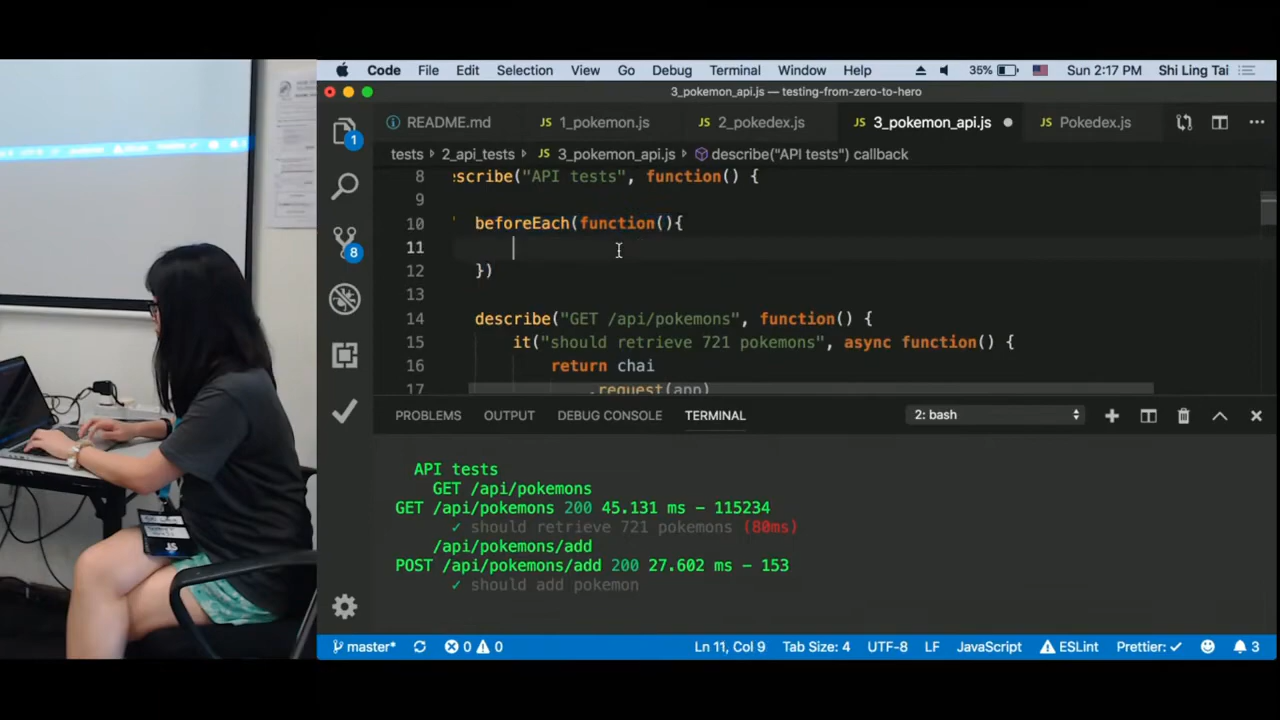 Code File Edit Selection View Go Debug Terminal Window Help 35% Sun 2:17 PM Shi Ling Tai
3_pokemon_api.js — testing-from-zero-to-hero
README.md JS 1_pokemon.js JS 2_pokedex.js JS 3_pokemon_api.js JS Pokedex.js
tests 2_api_tests JS 3_pokemon_api.js describe("API tests") callback
8 scribe("API tests", function() {
9
10 beforeEach(function(){
11
12 })
13
14 describe("GET /api/pokemons", function() {
15 it("should retrieve 721 pokemons", async function() {
16 return chai
17 .request(app)
1
8
PROBLEMS OUTPUT DEBUG CONSOLE TERMINAL 2: bash
API tests
GET /api/pokemons
GET /api/pokemons 200 45.131 ms - 115234
✓ should retrieve 721 pokemons (80ms)
/api/pokemons/add
POST /api/pokemons/add 200 27.602 ms - 153
✓ should add pokemon
master* 0 0 Ln 11, Col 9 Tab Size: 4 UTF-8 LF JavaScript ESLint Prettier: ✓ 3
JS